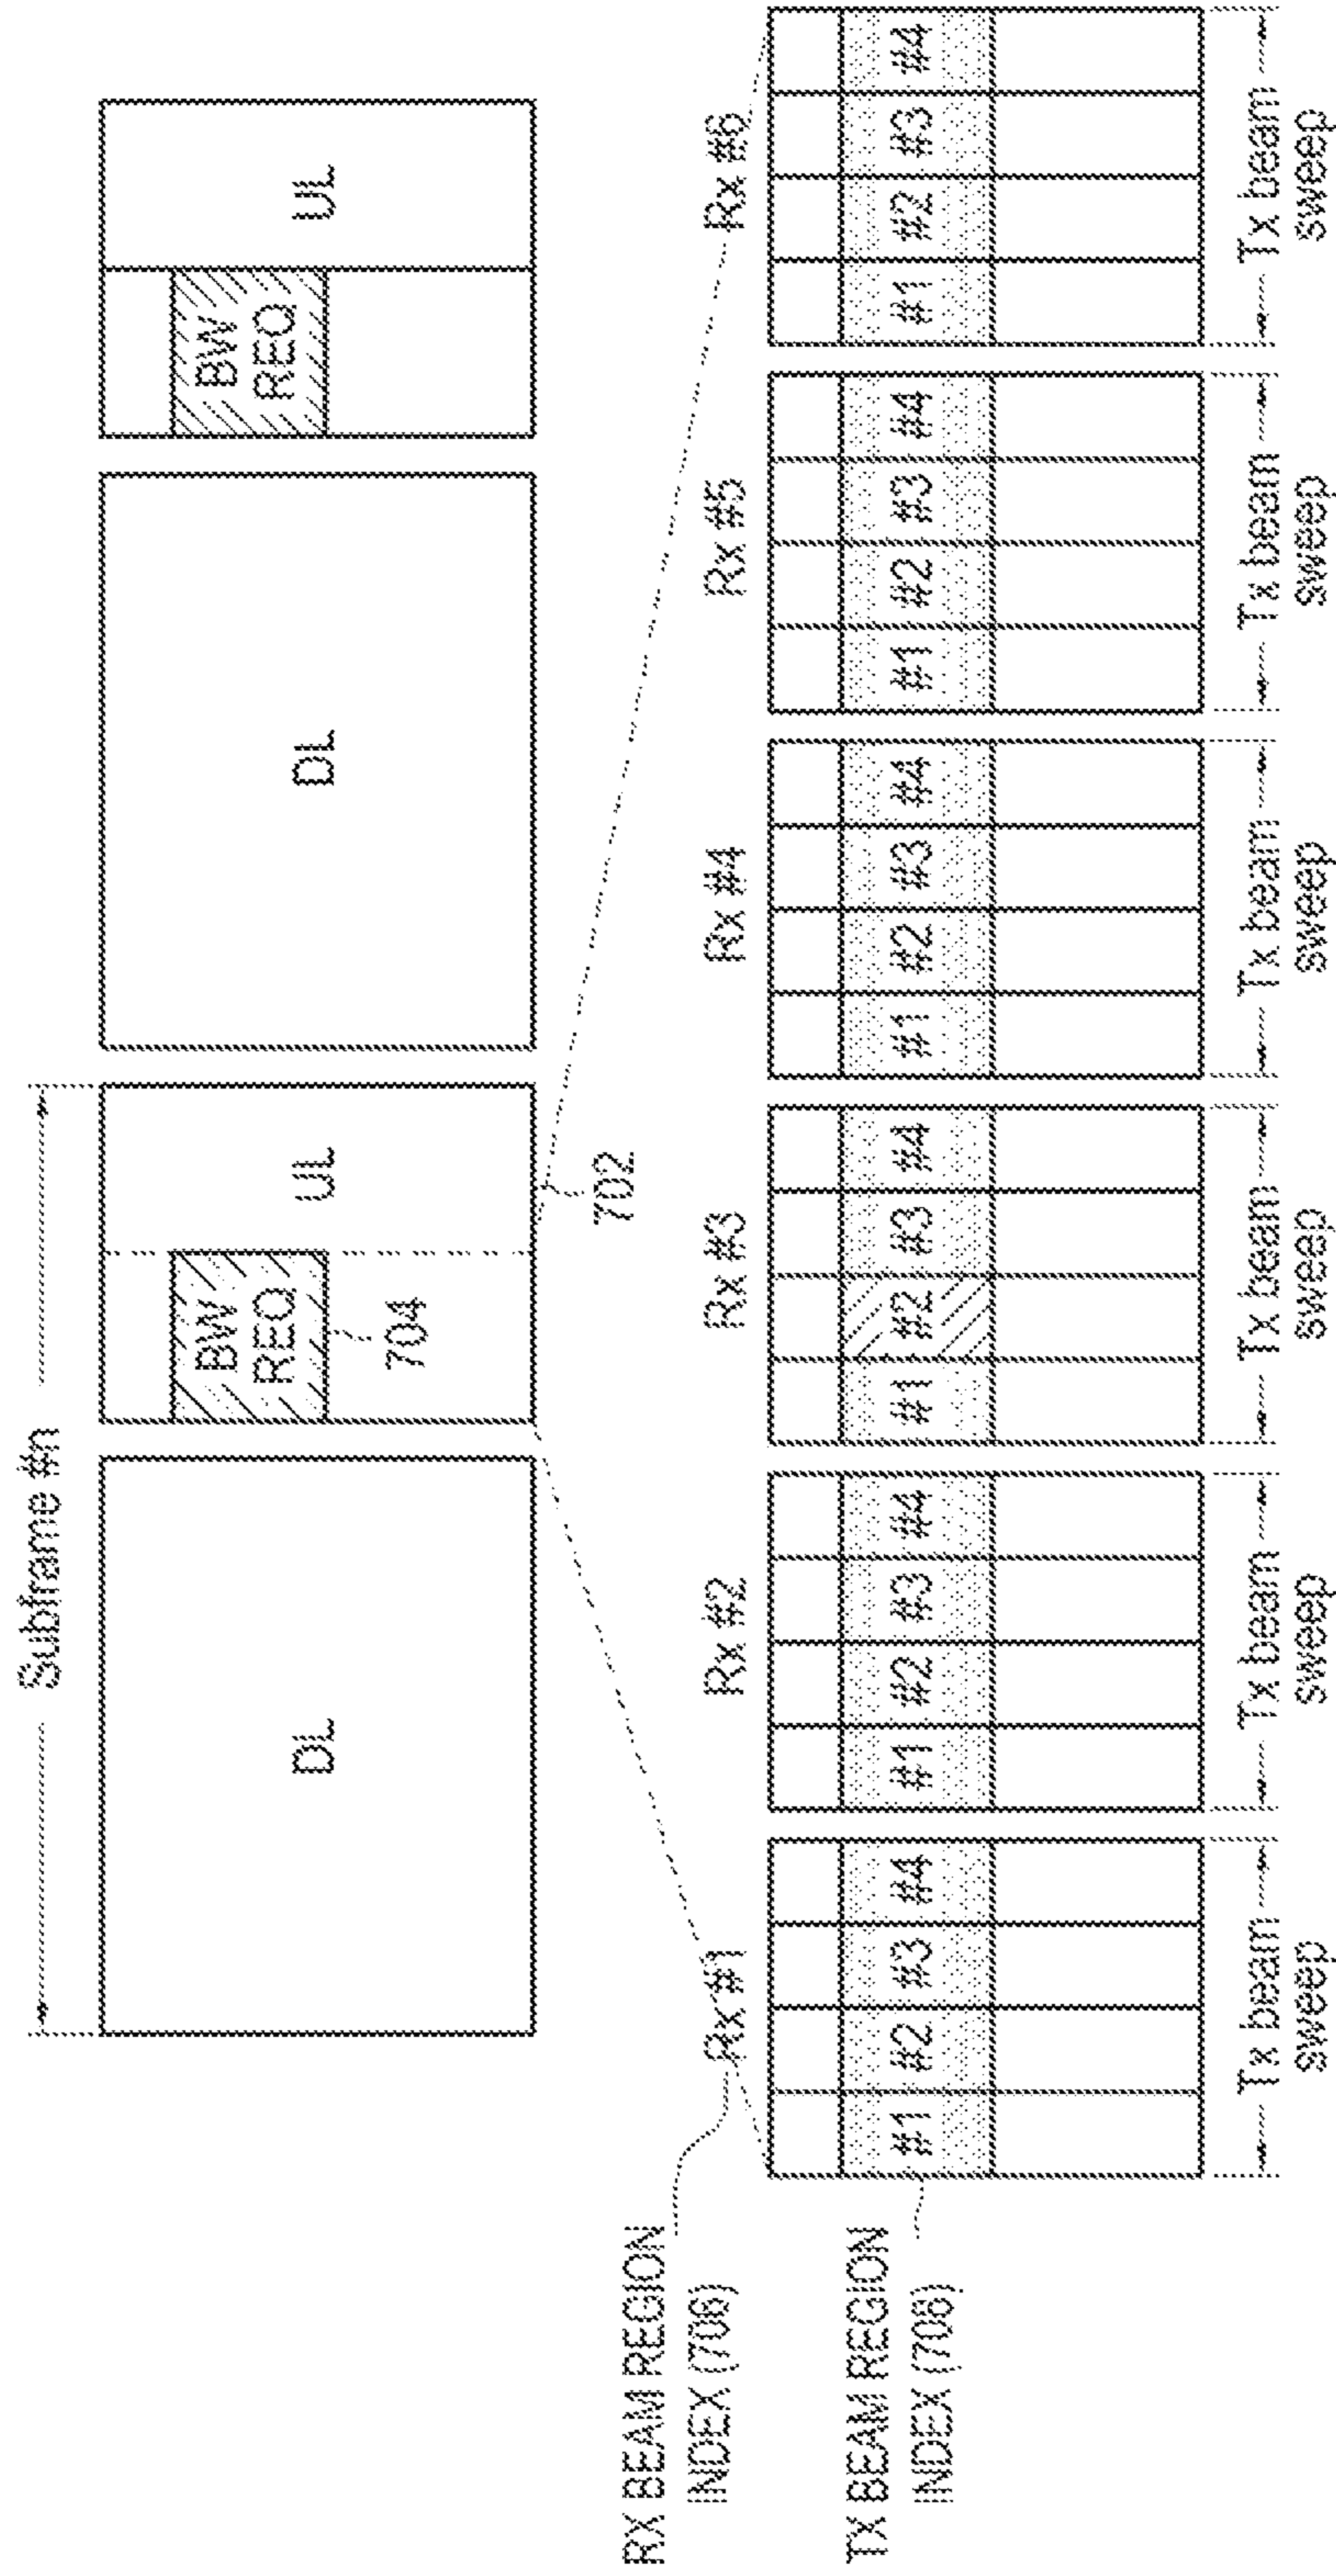 Subframe #n
DL
BW
REQ
UL
DL
BW
REQ
UL
704
702
RX BEAM REGION
INDEX (706)
Rx #1
Rx #2
Rx #3
Rx #4
Rx #5
Rx #6
TX BEAM REGION
INDEX (708)
#1 #2 #3 #4
#1 #2 #3 #4
#1 #2 #3 #4
#1 #2 #3 #4
#1 #2 #3 #4
#1 #2 #3 #4
Tx beam
sweep
Tx beam
sweep
Tx beam
sweep
Tx beam
sweep
Tx beam
sweep
Tx beam
sweep